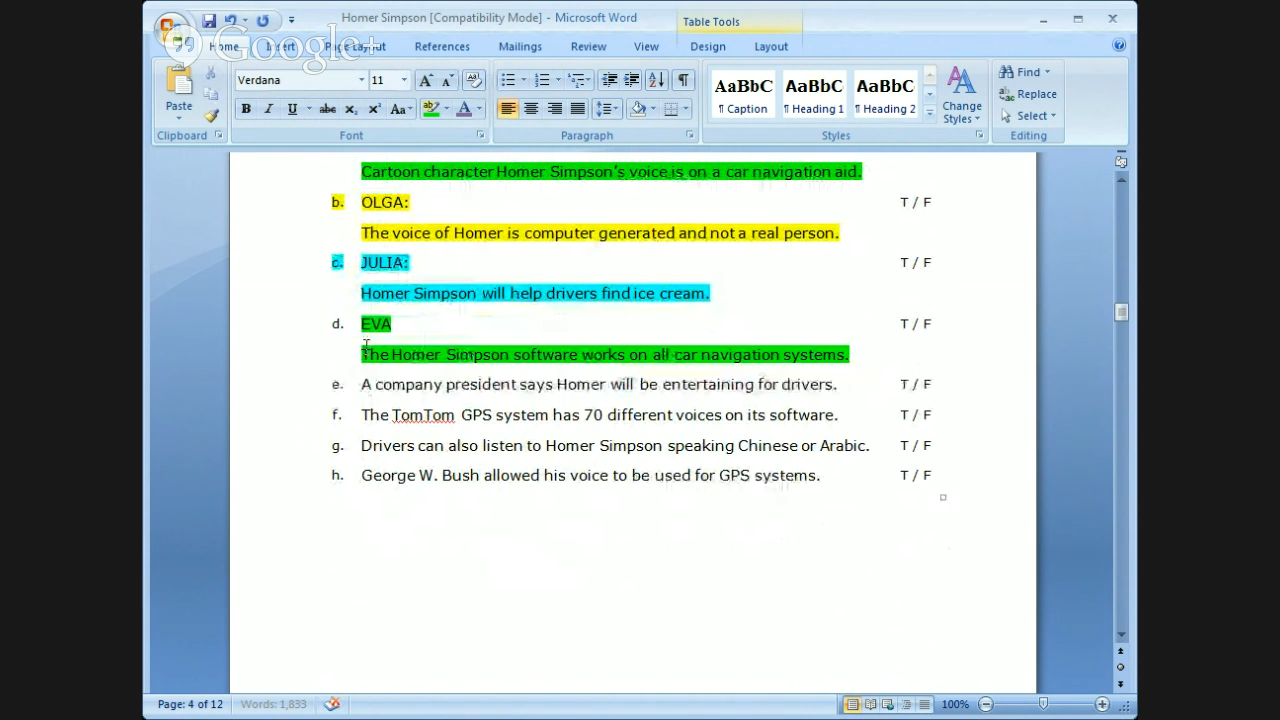 Homer Simpson [Compatibility Mode] - Microsoft Word
Table Tools
Google+
Home Insert Page Layout References Mailings Review View Design Layout
Paste
Verdana 11
AaBbC AaBbC AaBbC
¶ Caption ¶ Heading 1 ¶ Heading 2
Change Styles
Find
Replace
Select
Clipboard Font Paragraph Styles Editing
Cartoon character Homer Simpson's voice is on a car navigation aid.
b. OLGA: T / F
The voice of Homer is computer generated and not a real person.
c. JULIA: T / F
Homer Simpson will help drivers find ice cream.
d. EVA T / F
The Homer Simpson software works on all car navigation systems.
e. A company president says Homer will be entertaining for drivers. T / F
f. The TomTom GPS system has 70 different voices on its software. T / F
g. Drivers can also listen to Homer Simpson speaking Chinese or Arabic. T / F
h. George W. Bush allowed his voice to be used for GPS systems. T / F
Page: 4 of 12 Words: 1,833 100%